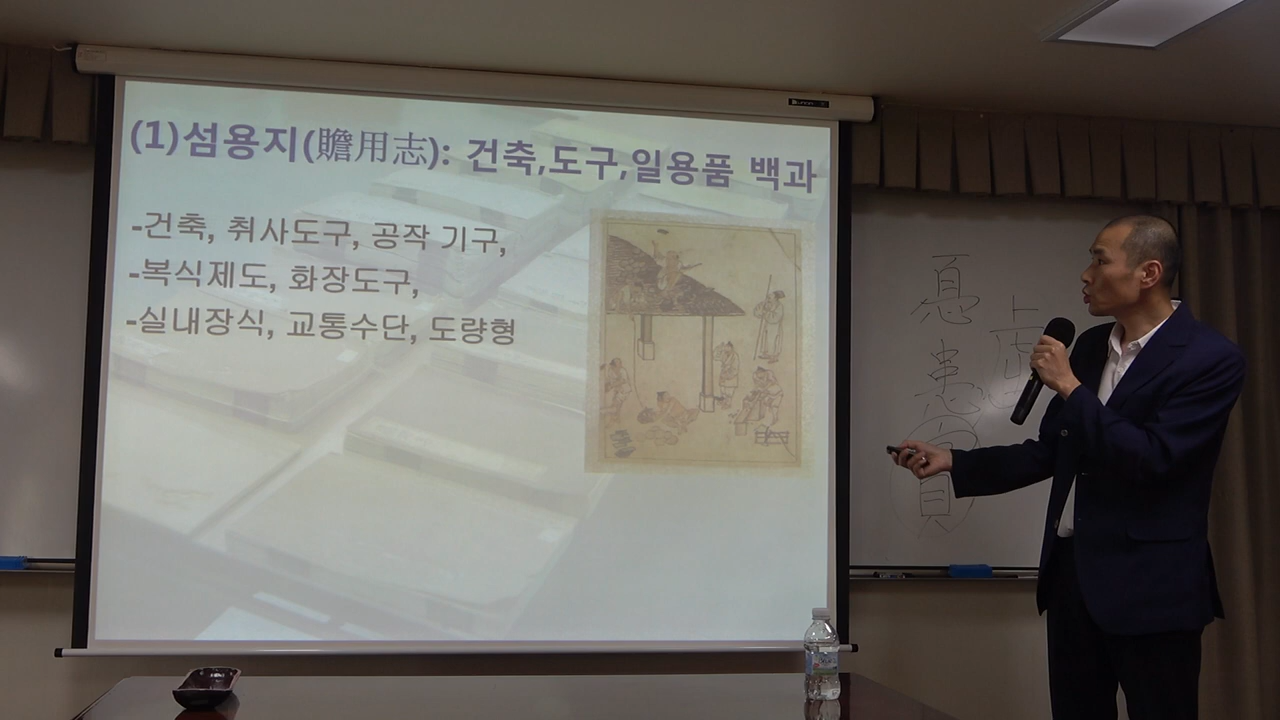 (1)섬용지(贍用志): 건축,도구,일용품 백과
-건축, 취사도구, 공작 기구,
-복식제도, 화장도구,
-실내장식, 교통수단, 도량형
患